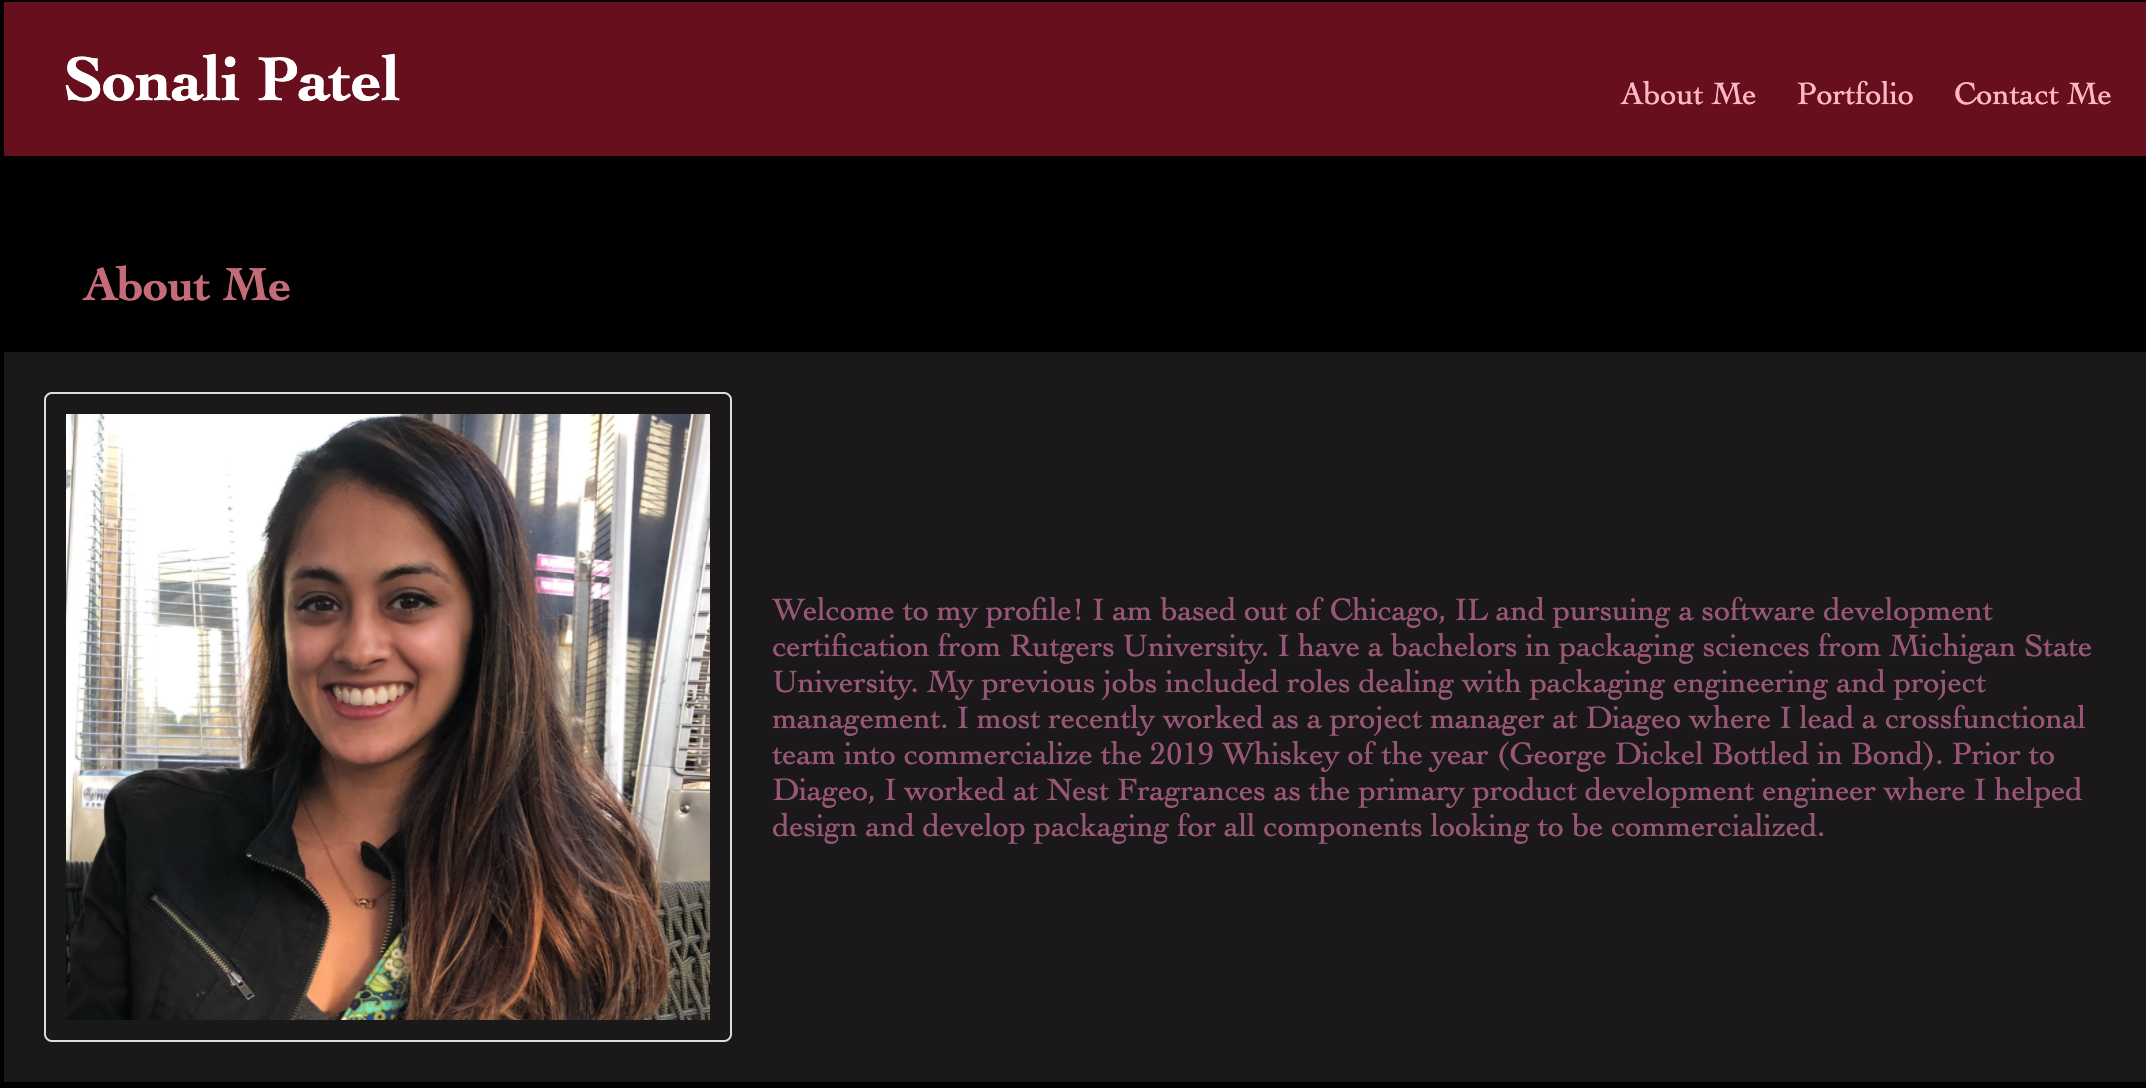 Sonali Patel
About Me Portfolio Contact Me
About Me
Welcome to my profile! I am based out of Chicago, IL and pursuing a software development
certification from Rutgers University. I have a bachelors in packaging sciences from Michigan State
University. My previous jobs included roles dealing with packaging engineering and project
management. I most recently worked as a project manager at Diageo where I lead a crossfunctional
team into commercialize the 2019 Whiskey of the year (George Dickel Bottled in Bond). Prior to
Diageo, I worked at Nest Fragrances as the primary product development engineer where I helped
design and develop packaging for all components looking to be commercialized.